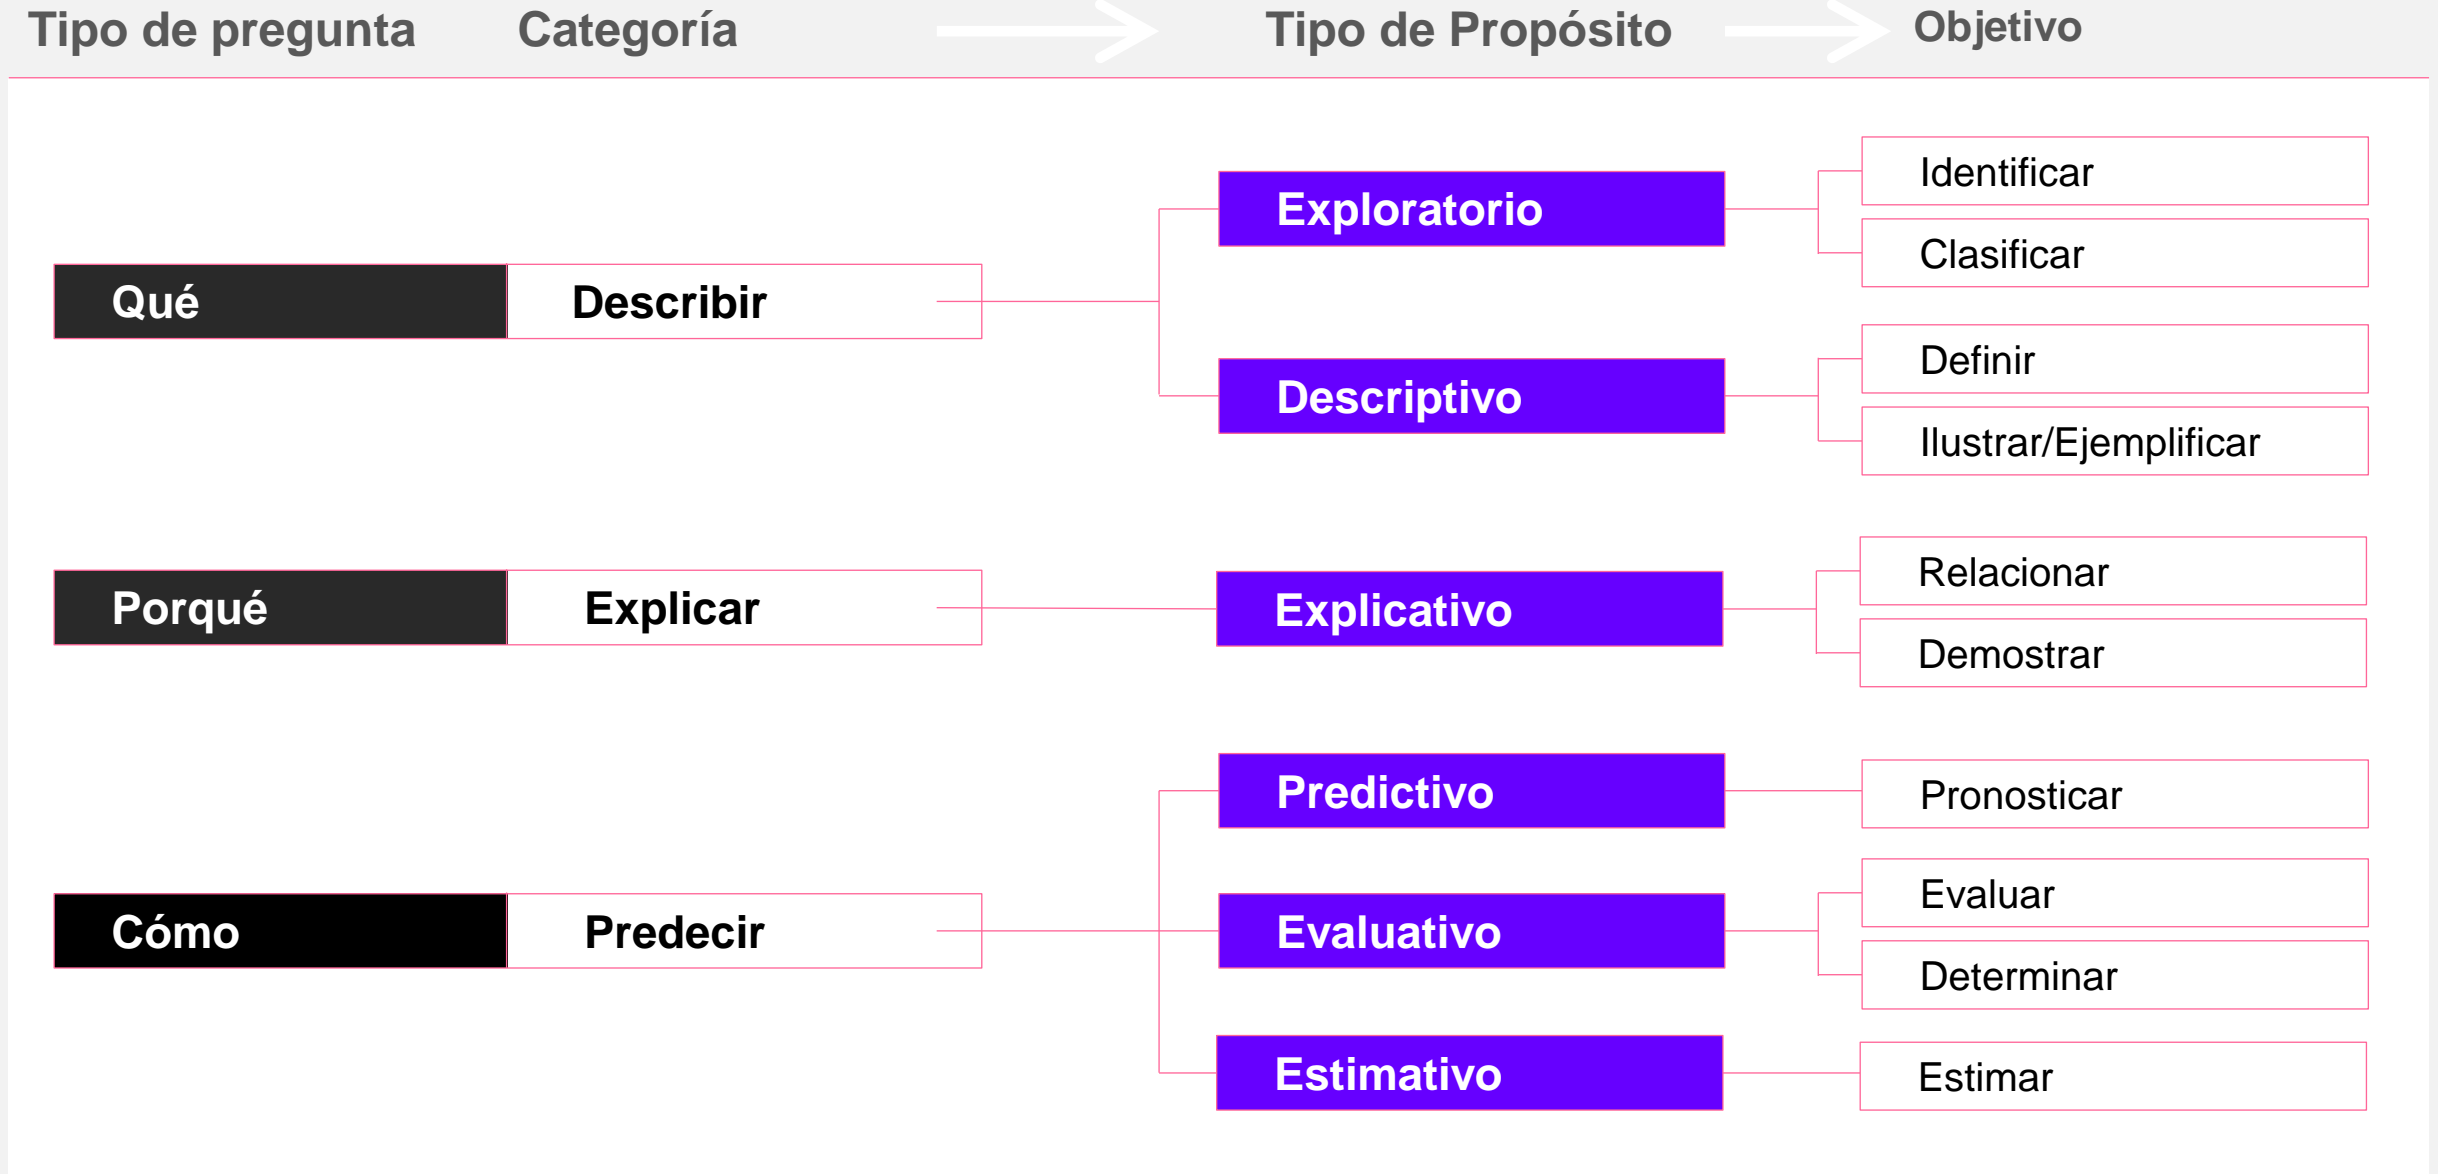 Tipo de pregunta Categoría Tipo de Propósito Objetivo
Qué Describir
Exploratorio
Identificar
Clasificar
Descriptivo
Definir
Ilustrar/Ejemplificar
Porqué Explicar
Explicativo
Relacionar
Demostrar
Cómo Predecir
Predictivo
Pronosticar
Evaluativo
Evaluar
Determinar
Estimativo
Estimar